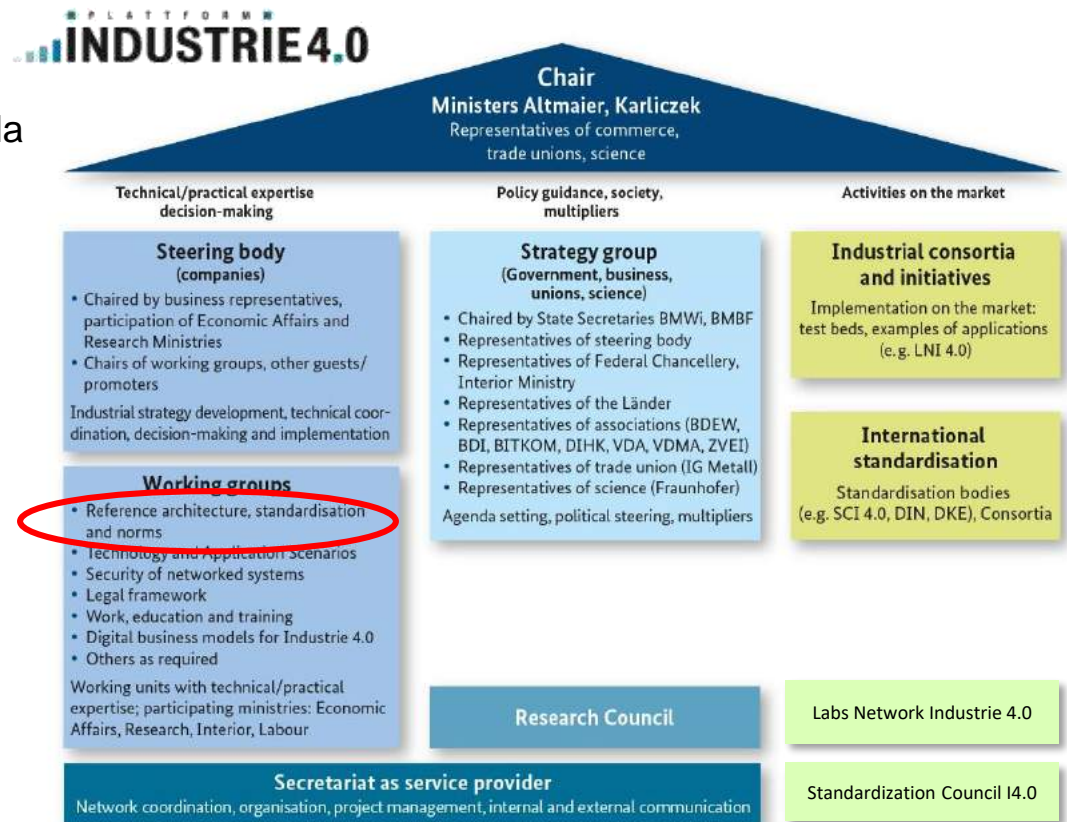 PLATTFORM
INDUSTRIE 4.0
la
Chair
Ministers Altmaier, Karliczek
Representatives of commerce,
trade unions, science
Technical/practical expertise
decision-making
Steering body
(companies)
• Chaired by business representatives,
participation of Economic Affairs and
Research Ministries
• Chairs of working groups, other guests/
promoters
Industrial strategy development, technical coor-
dination, decision-making and implementation
Working groups
• Reference architecture, standardisation
and norms
• Technology and Application Scenarios
• Security of networked systems
• Legal framework
• Work, education and training
• Digital business models for Industrie 4.0
• Others as required
Working units with technical/practical
expertise; participating ministries: Economic
Affairs, Research, Interior, Labour
Policy guidance, society,
multipliers
Strategy group
(Government, business,
unions, science)
• Chaired by State Secretaries BMWi, BMBF
• Representatives of steering body
• Representatives of Federal Chancellery,
Interior Ministry
• Representatives of the Länder
• Representatives of associations (BDEW,
BDI, BITKOM, DIHK, VDA, VDMA, ZVEI)
• Representatives of trade union (IG Metall)
• Representatives of science (Fraunhofer)
Agenda setting, political steering, multipliers
Research Council
Activities on the market
Industrial consortia
and initiatives
Implementation on the market:
test beds, examples of applications
(e.g. LNI 4.0)
International
standardisation
Standardisation bodies
(e.g. SCI 4.0, DIN, DKE), Consortia
Labs Network Industrie 4.0
Standardization Council I4.0
Secretariat as service provider
Network coordination, organisation, project management, internal and external communication